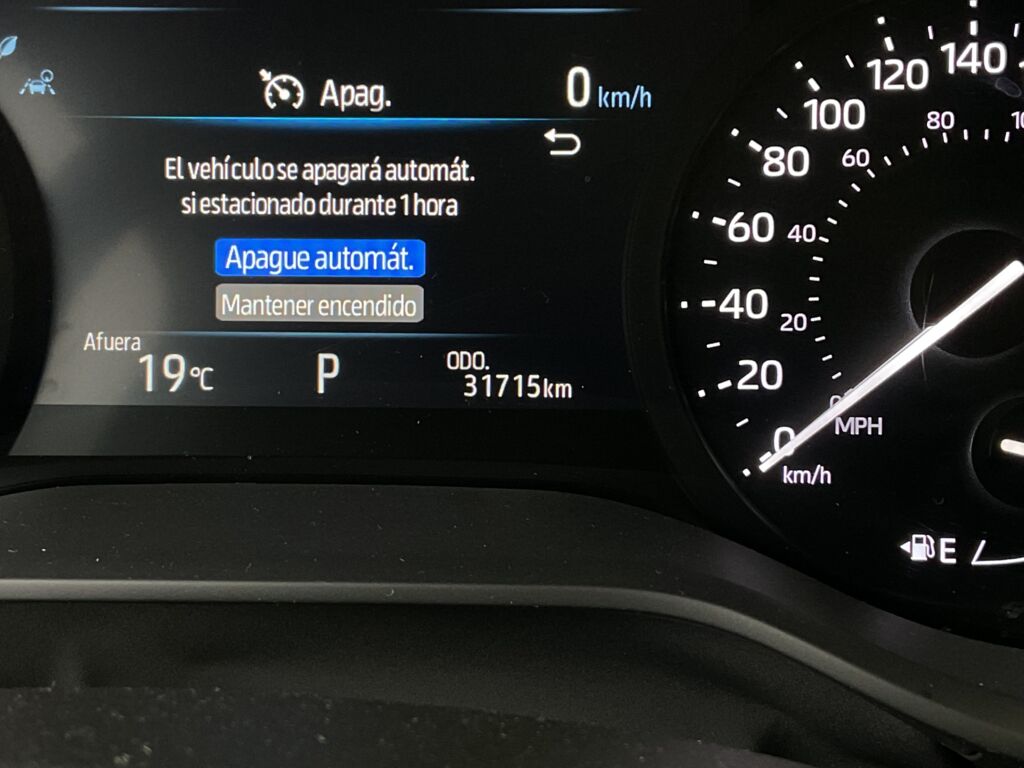 Apag. 0 km/h
El vehículo se apagará automát.
si estacionado durante 1 hora
Apague automát.
Mantener encendido
Afuera
19°C P ODO.
31715km
140
120
100
80
60
40
20
0
km/h
80
60
40
20
MPH
E